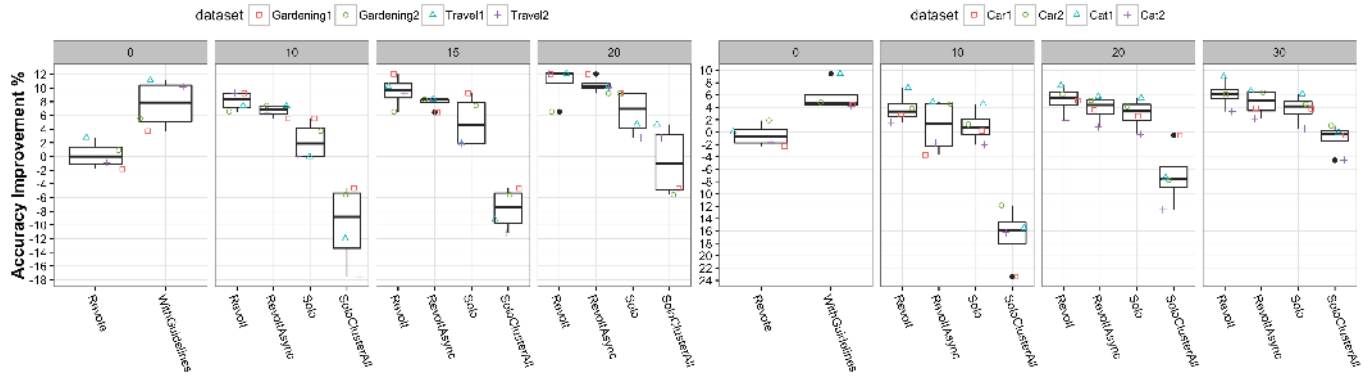 dataset Gardening1 Gardening2 Travel1 Travel2
0 10 15 20
Accuracy Improvement %
12
10
8
6
4
2
0
-2
-4
-6
-8
-10
-12
-14
-16
-18
Revote
WithGuidelines
Revolt
RevoltAsync
Solo
SoloClusterAll
Revolt
RevoltAsync
Solo
SoloClusterAll
Revolt
RevoltAsync
Solo
SoloClusterAll
dataset Car1 Car2 Cat1 Cat2
0 10 20 30
10
8
6
4
2
0
-2
-4
-6
-8
10
12
14
16
18
20
22
24
Revote
WithGuidelines
Revolt
RevoltAsync
Solo
SoloClusterAll
Revolt
RevoltAsync
Solo
SoloClusterAll
Revolt
RevoltAsync
Solo
SoloClusterAll